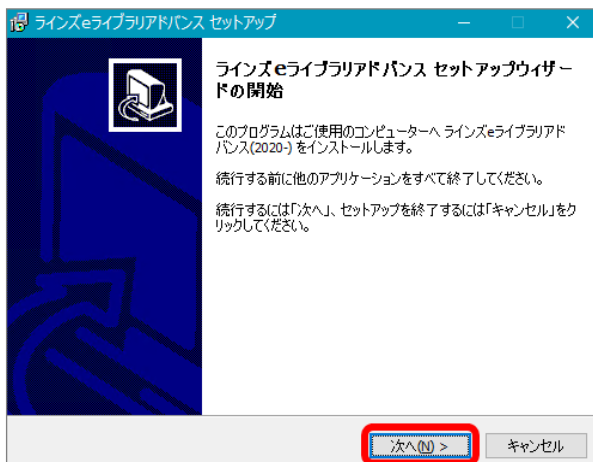 ラインズeライブラリアドバンス セットアップ
ラインズeライブラリアドバンス セットアップウィザー
ドの開始
このプログラムはご使用のコンピューターへ ラインズeライブラリアド
バンス(2020-) をインストールします。
続行する前に他のアプリケーションをすべて終了してください。
続行するには「次へ」、セットアップを終了するには「キャンセル」をク
リックしてください。
次へ(N) >
キャンセル